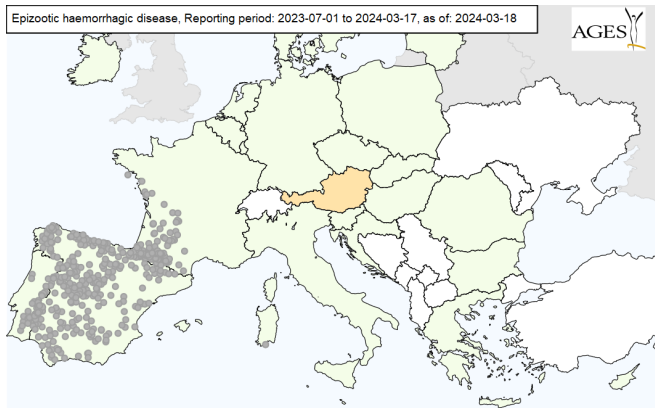 Epizootic haemorrhagic disease, Reporting period: 2023-07-01 to 2024-03-17, as of: 2024-03-18
AGES